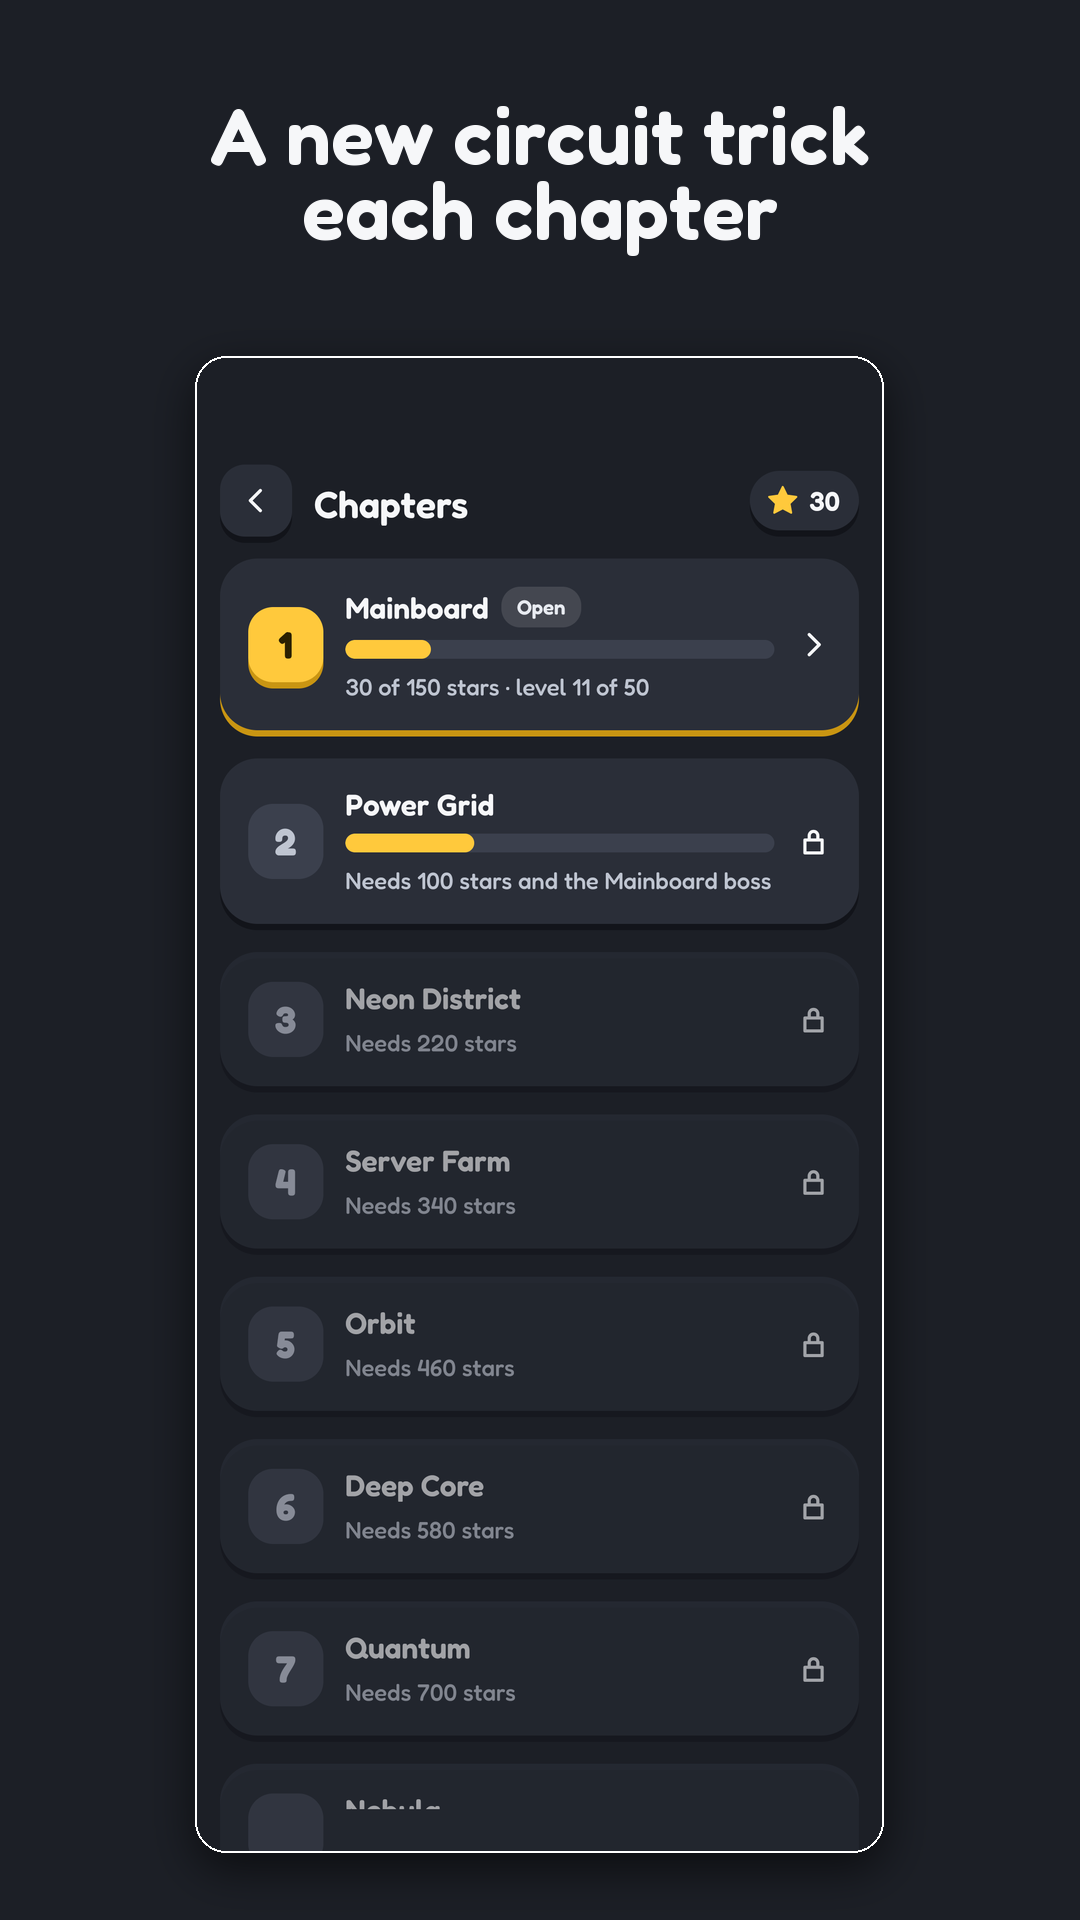 A new circuit trick
each chapter
Chapters
30
1
Mainboard
Open
30 of 150 stars · level 11 of 50
2
Power Grid
Needs 100 stars and the Mainboard boss
3
Neon District
Needs 220 stars
4
Server Farm
Needs 340 stars
5
Orbit
Needs 460 stars
6
Deep Core
Needs 580 stars
7
Quantum
Needs 700 stars